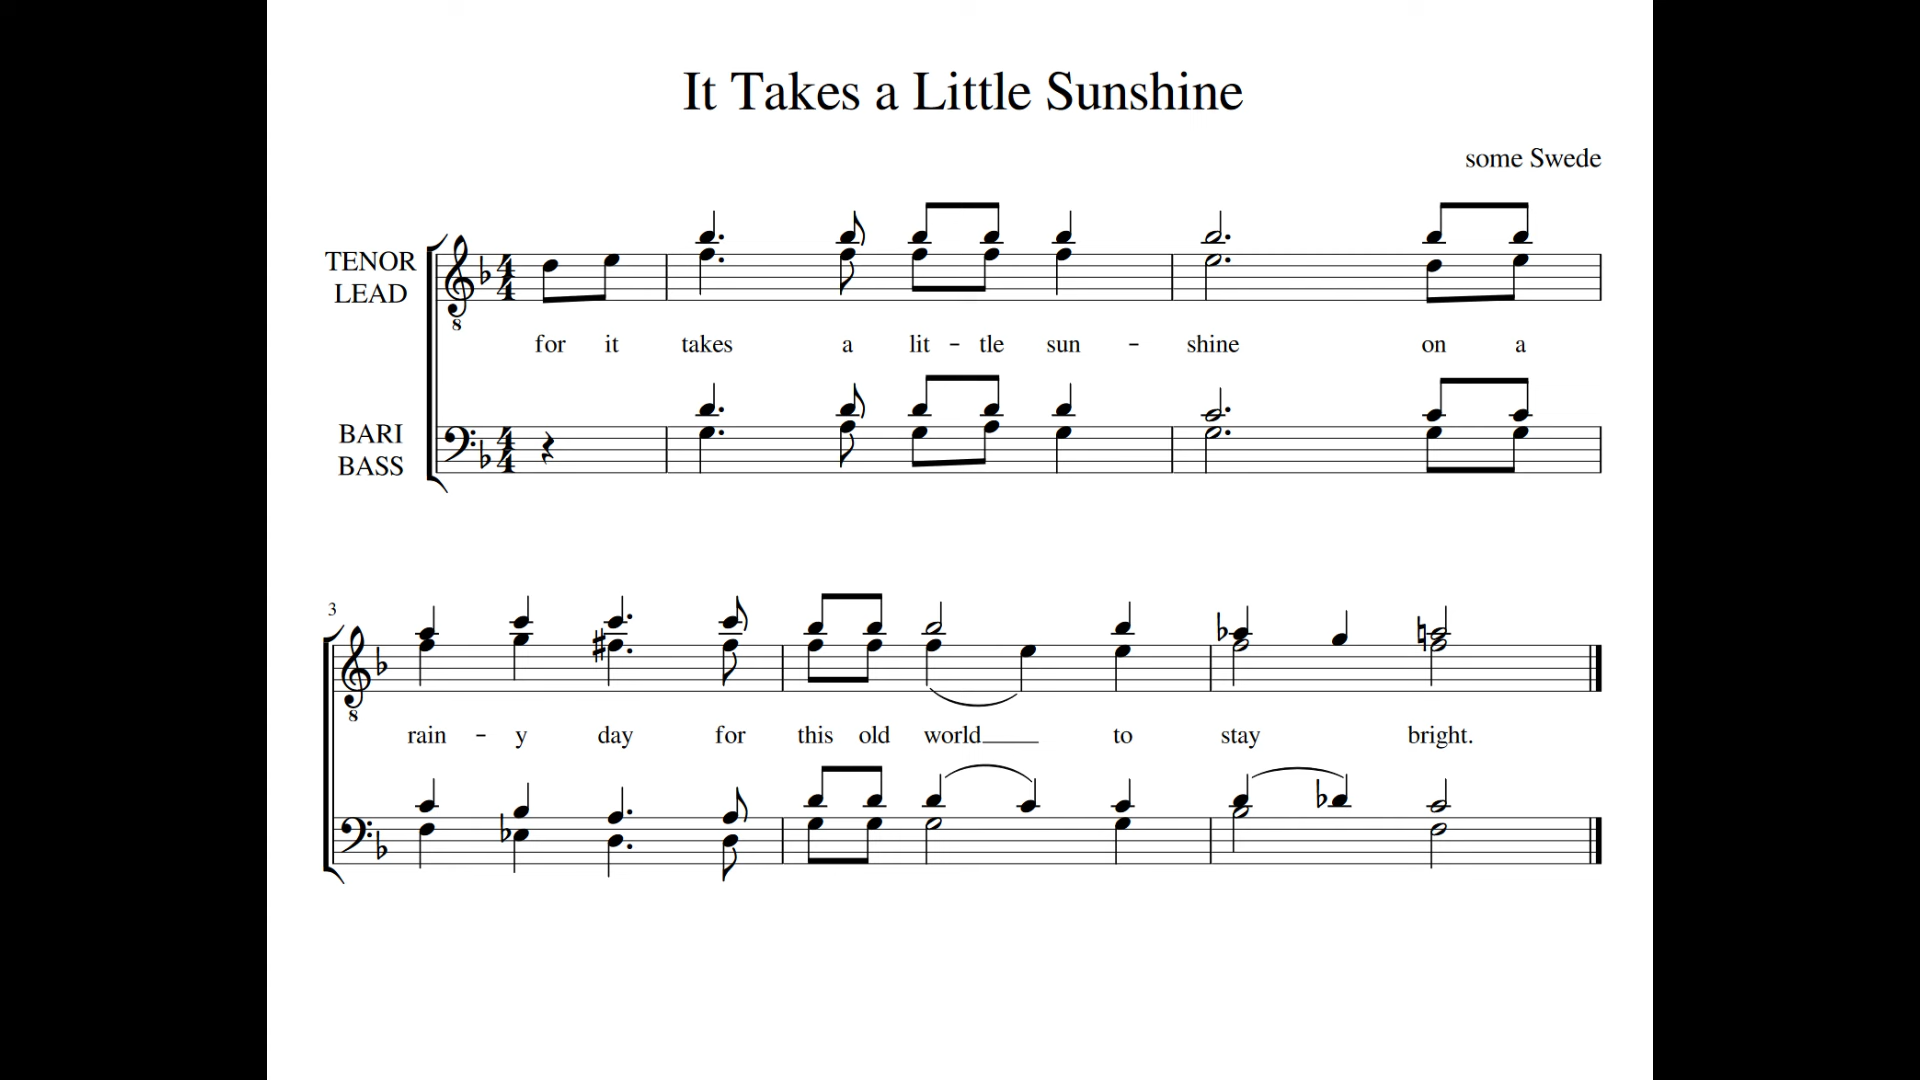 It Takes a Little Sunshine
some Swede
TENOR
LEAD
8
for it takes a lit - tle sun - shine on a
BARI
BASS
3
8
rain - y day for this old world to stay bright.